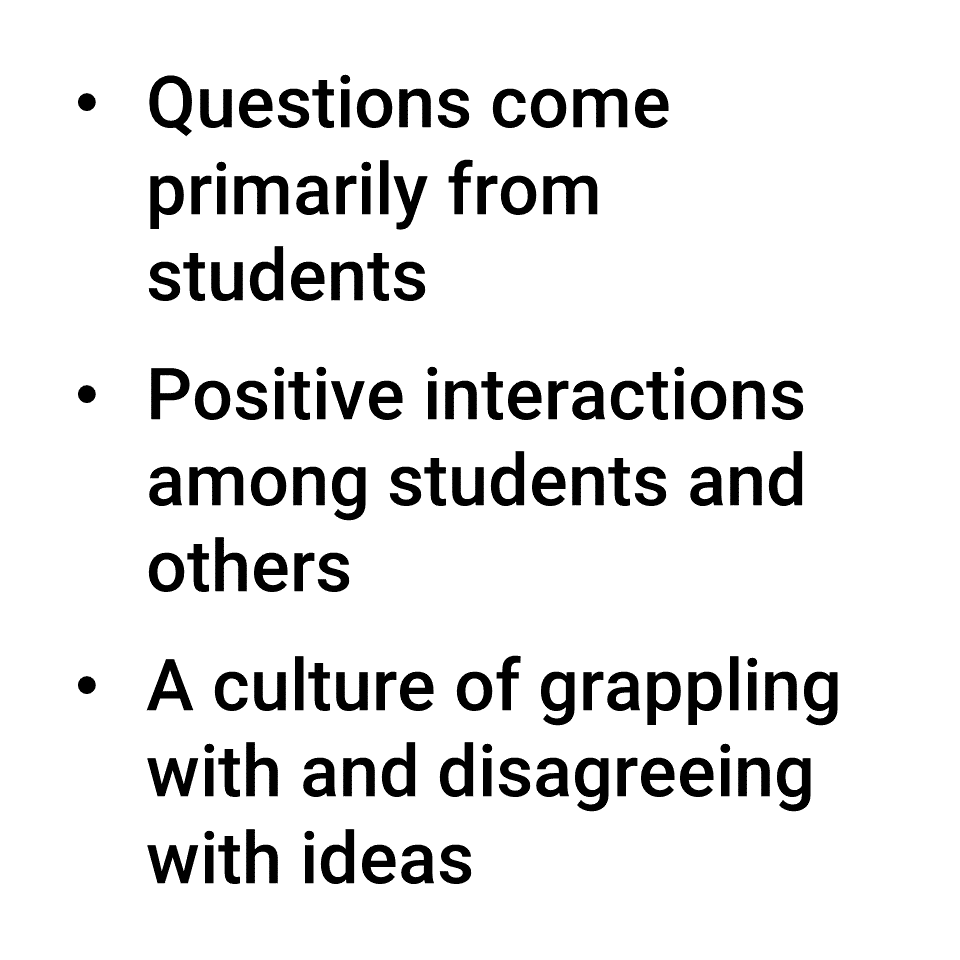 • Questions come
primarily from
students
• Positive interactions
among students and
others
• A culture of grappling
with and disagreeing
with ideas